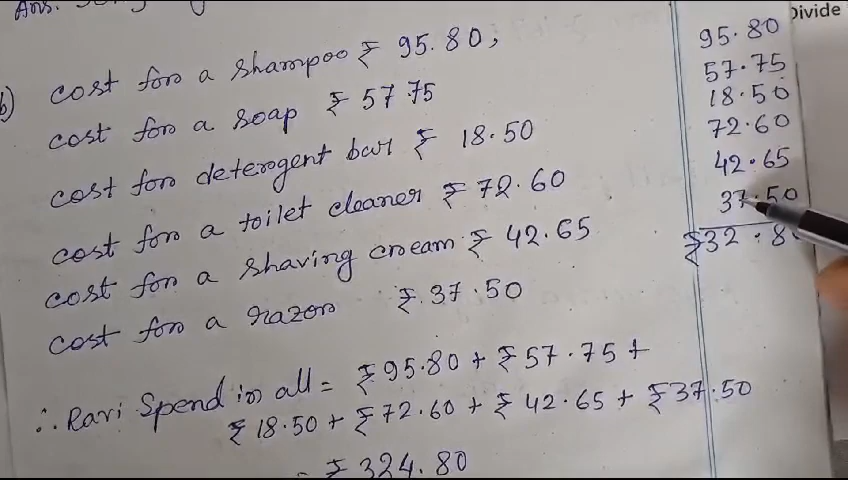 Ans.
b) cost for a shampoo ₹ 95.80,
cost for a soap ₹ 57.75
cost for detergent bar ₹ 18.50
cost for a toilet cleaner ₹ 72.60
cost for a shaving cream ₹ 42.65
cost for a razor ₹ 37.50
∴ Ravi Spend in all = ₹ 95.80 + ₹ 57.75 +
₹ 18.50 + ₹ 72.60 + ₹ 42.65 + ₹ 37.50
= ₹ 324.80
95.80
57.75
18.50
72.60
42.65
37.50
₹32 .8
Divide